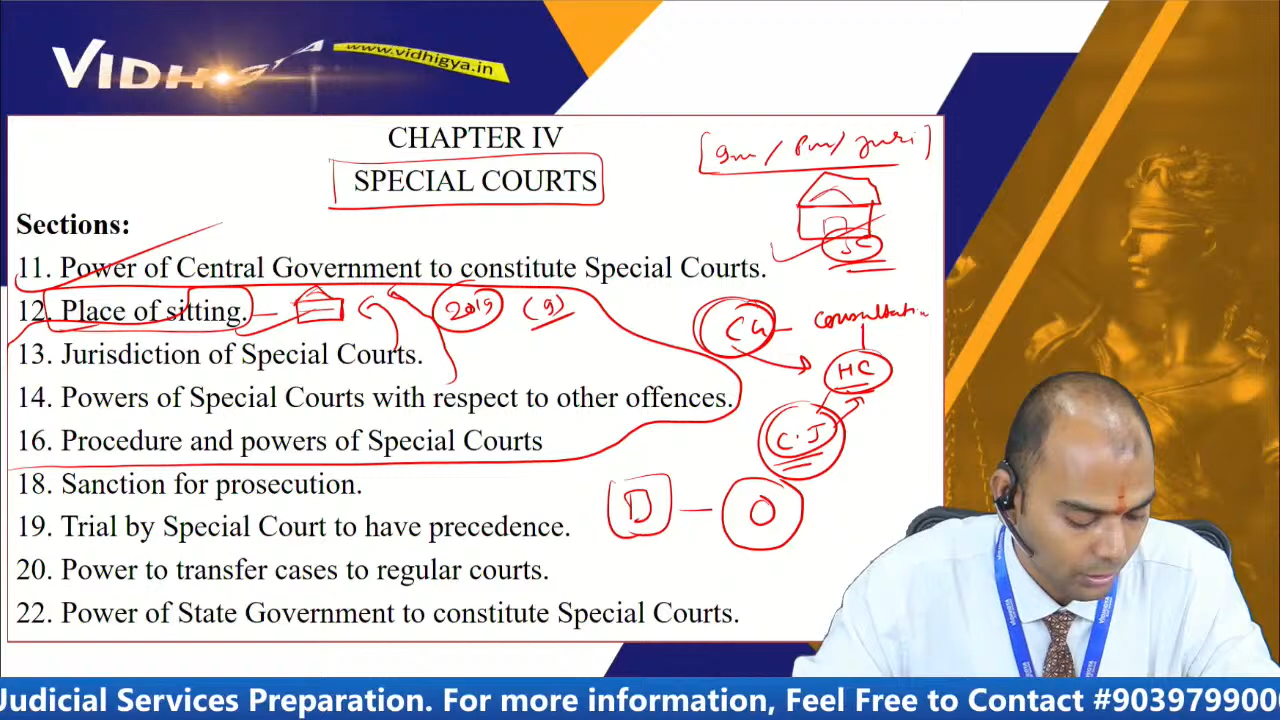 VIDHIGYA
www.vidhigya.in
CHAPTER IV
SPECIAL COURTS
Sections:
11. Power of Central Government to constitute Special Courts.
12. Place of sitting.
2019 (9)
13. Jurisdiction of Special Courts.
14. Powers of Special Courts with respect to other offences.
16. Procedure and powers of Special Courts
18. Sanction for prosecution.
19. Trial by Special Court to have precedence.
20. Power to transfer cases to regular courts.
22. Power of State Government to constitute Special Courts.
SC
CG
HC
C.J
D - O
Judicial Services Preparation. For more information, Feel Free to Contact #903979900